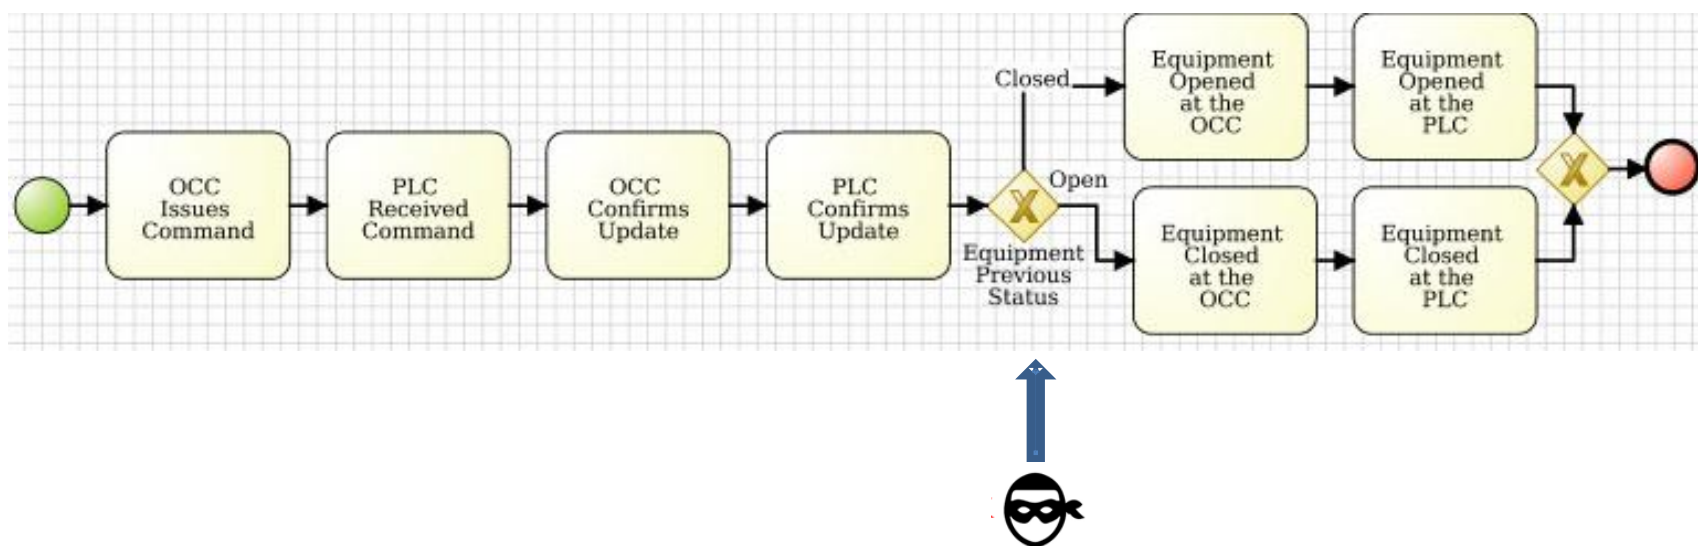 OCC
Issues
Command
PLC
Received
Command
OCC
Confirms
Update
PLC
Confirms
Update
Equipment
Previous
Status
Closed
Equipment
Opened
at the
OCC
Equipment
Opened
at the
PLC
Open
Equipment
Closed
at the
OCC
Equipment
Closed
at the
PLC